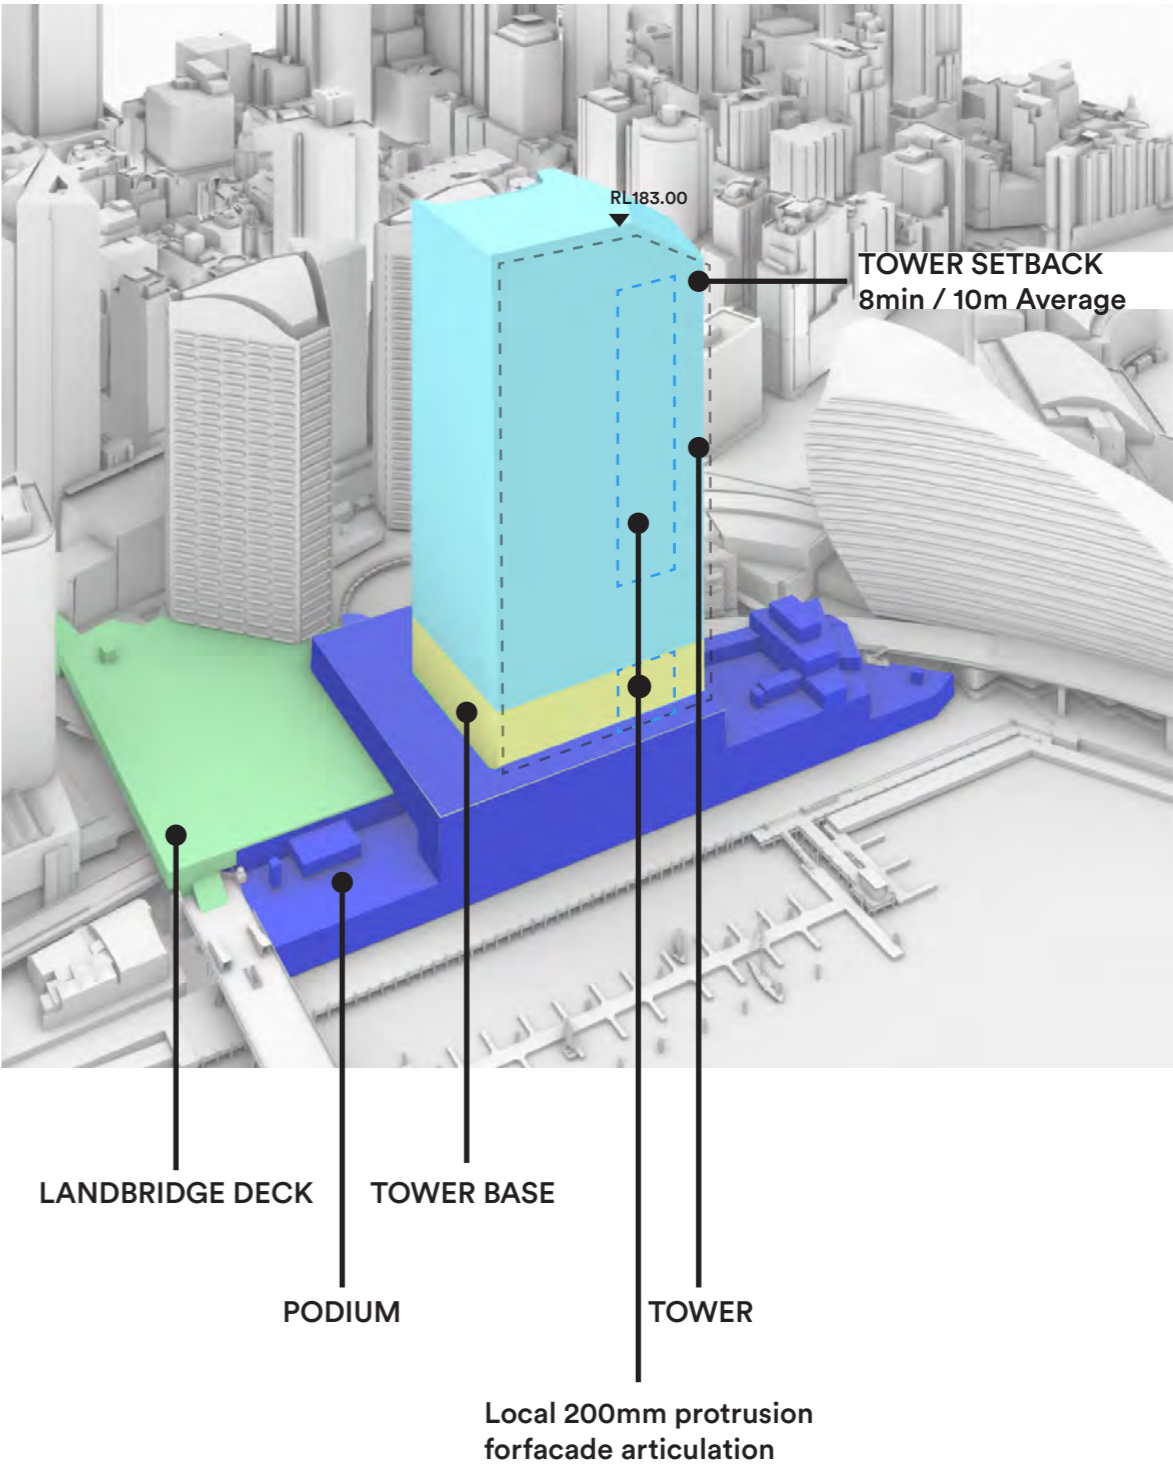 RL183.00
TOWER SETBACK
8min / 10m Average
LANDBRIDGE DECK
TOWER BASE
PODIUM
TOWER
Local 200mm protrusion
forfacade articulation